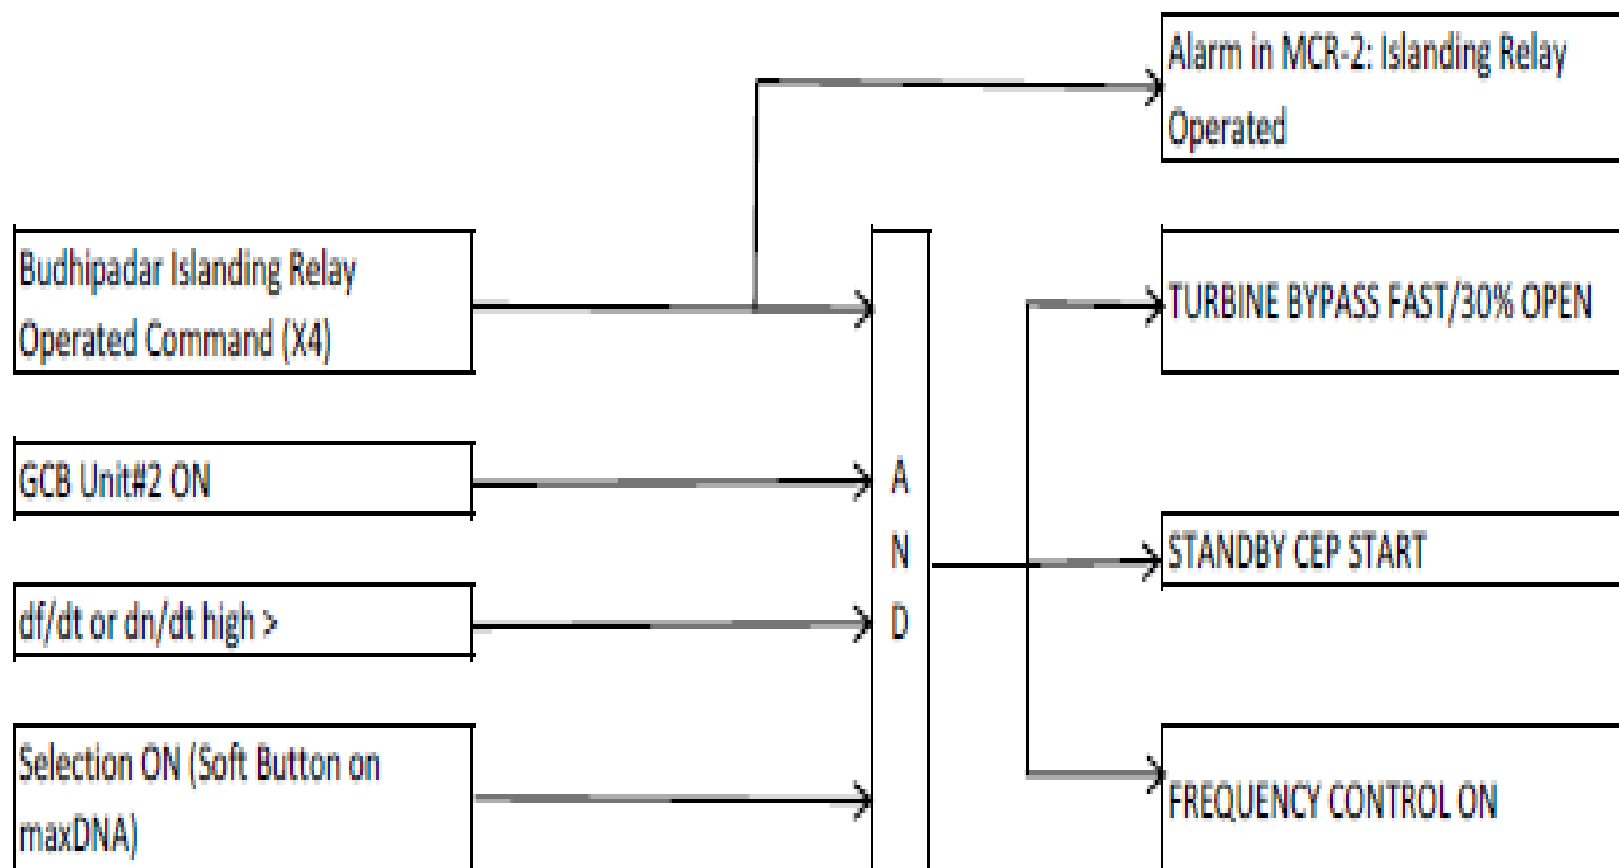 Alarm in MCR-2: Islanding Relay
Operated
Budhipadar Islanding Relay
Operated Command (X4)
TURBINE BYPASS FAST/30% OPEN
GCB Unit#2 ON
A
N
D
STANDBY CEP START
df/dt or dn/dt high >
Selection ON (Soft Button on
maxDNA)
FREQUENCY CONTROL ON